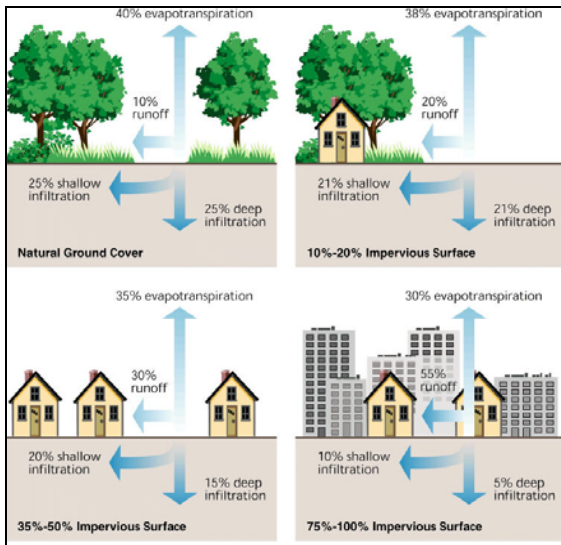 40% evapotranspiration
10%
runoff
25% shallow
infiltration
25% deep
infiltration
Natural Ground Cover
38% evapotranspiration
20%
runoff
21% shallow
infiltration
21% deep
infiltration
10%-20% Impervious Surface
35% evapotranspiration
30%
runoff
20% shallow
infiltration
15% deep
infiltration
35%-50% Impervious Surface
30% evapotranspiration
55%
runoff
10% shallow
infiltration
5% deep
infiltration
75%-100% Impervious Surface